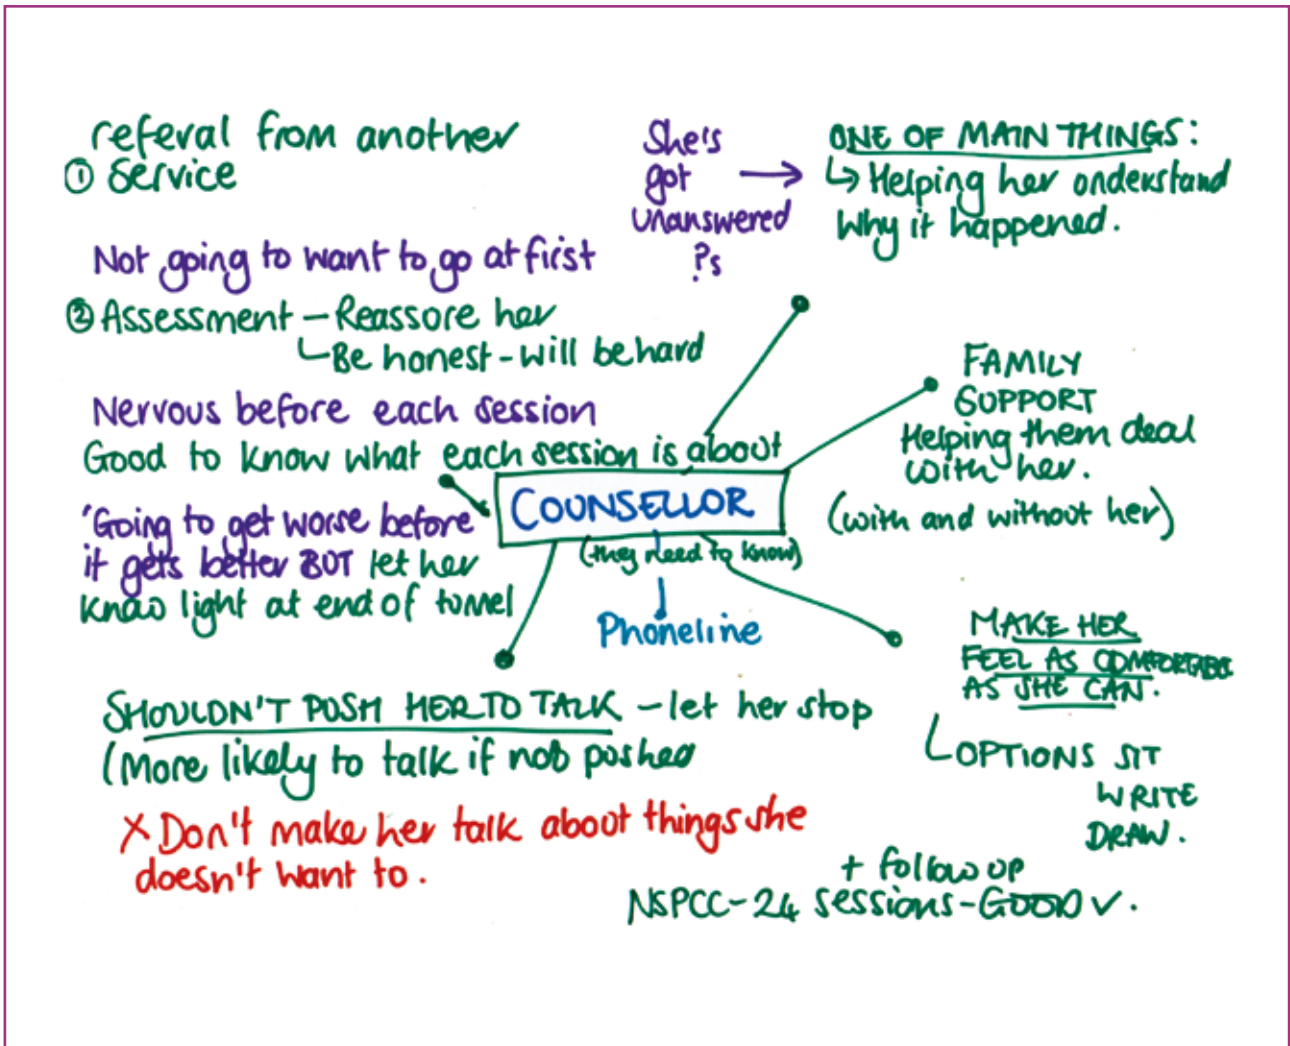 referal from another
① Service
Not going to want to go at first
② Assessment – Reassore her
Be honest - will be hard
Nervous before each session
Good to know what each session is about
'Going to get worse before
it gets better BUT let her
know light at end of tunnel
She's
got
unanswered
?s
ONE OF MAIN THINGS:
Helping her onderstand
Why it happened.
FAMILY
SUPPORT
Helping them deal
with her.
(with and without her)
COUNSELLOR
(they need to know)
Phoneline
MAKE HER
FEEL AS COMFORTABLE
AS SHE CAN.
OPTIONS SIT
WRITE
DRAW.
SHOULDN'T PUSH HER TO TALK – let her stop
(More likely to talk if not poshed
X Don't make her talk about things she
doesn't want to.
+ follow up
NSPCC - 24 sessions - GOOD ✓.